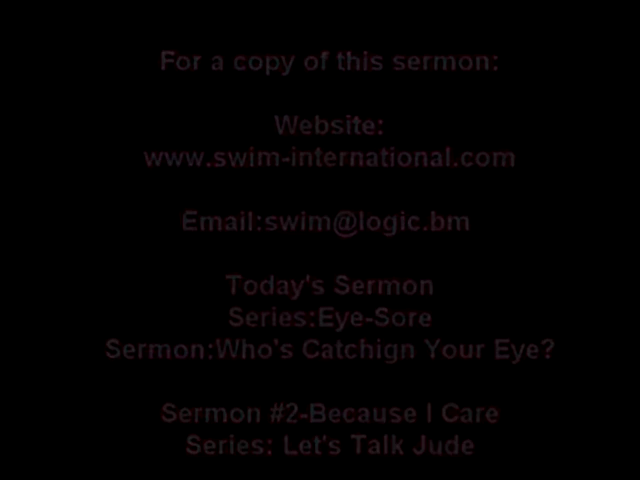 For a copy of this sermon:
Website:
www.swim-international.com
Email:swim@logic.bm
Today's Sermon
Series:Eye-Sore
Sermon:Who's Catchign Your Eye?
Sermon #2-Because I Care
Series: Let's Talk Jude